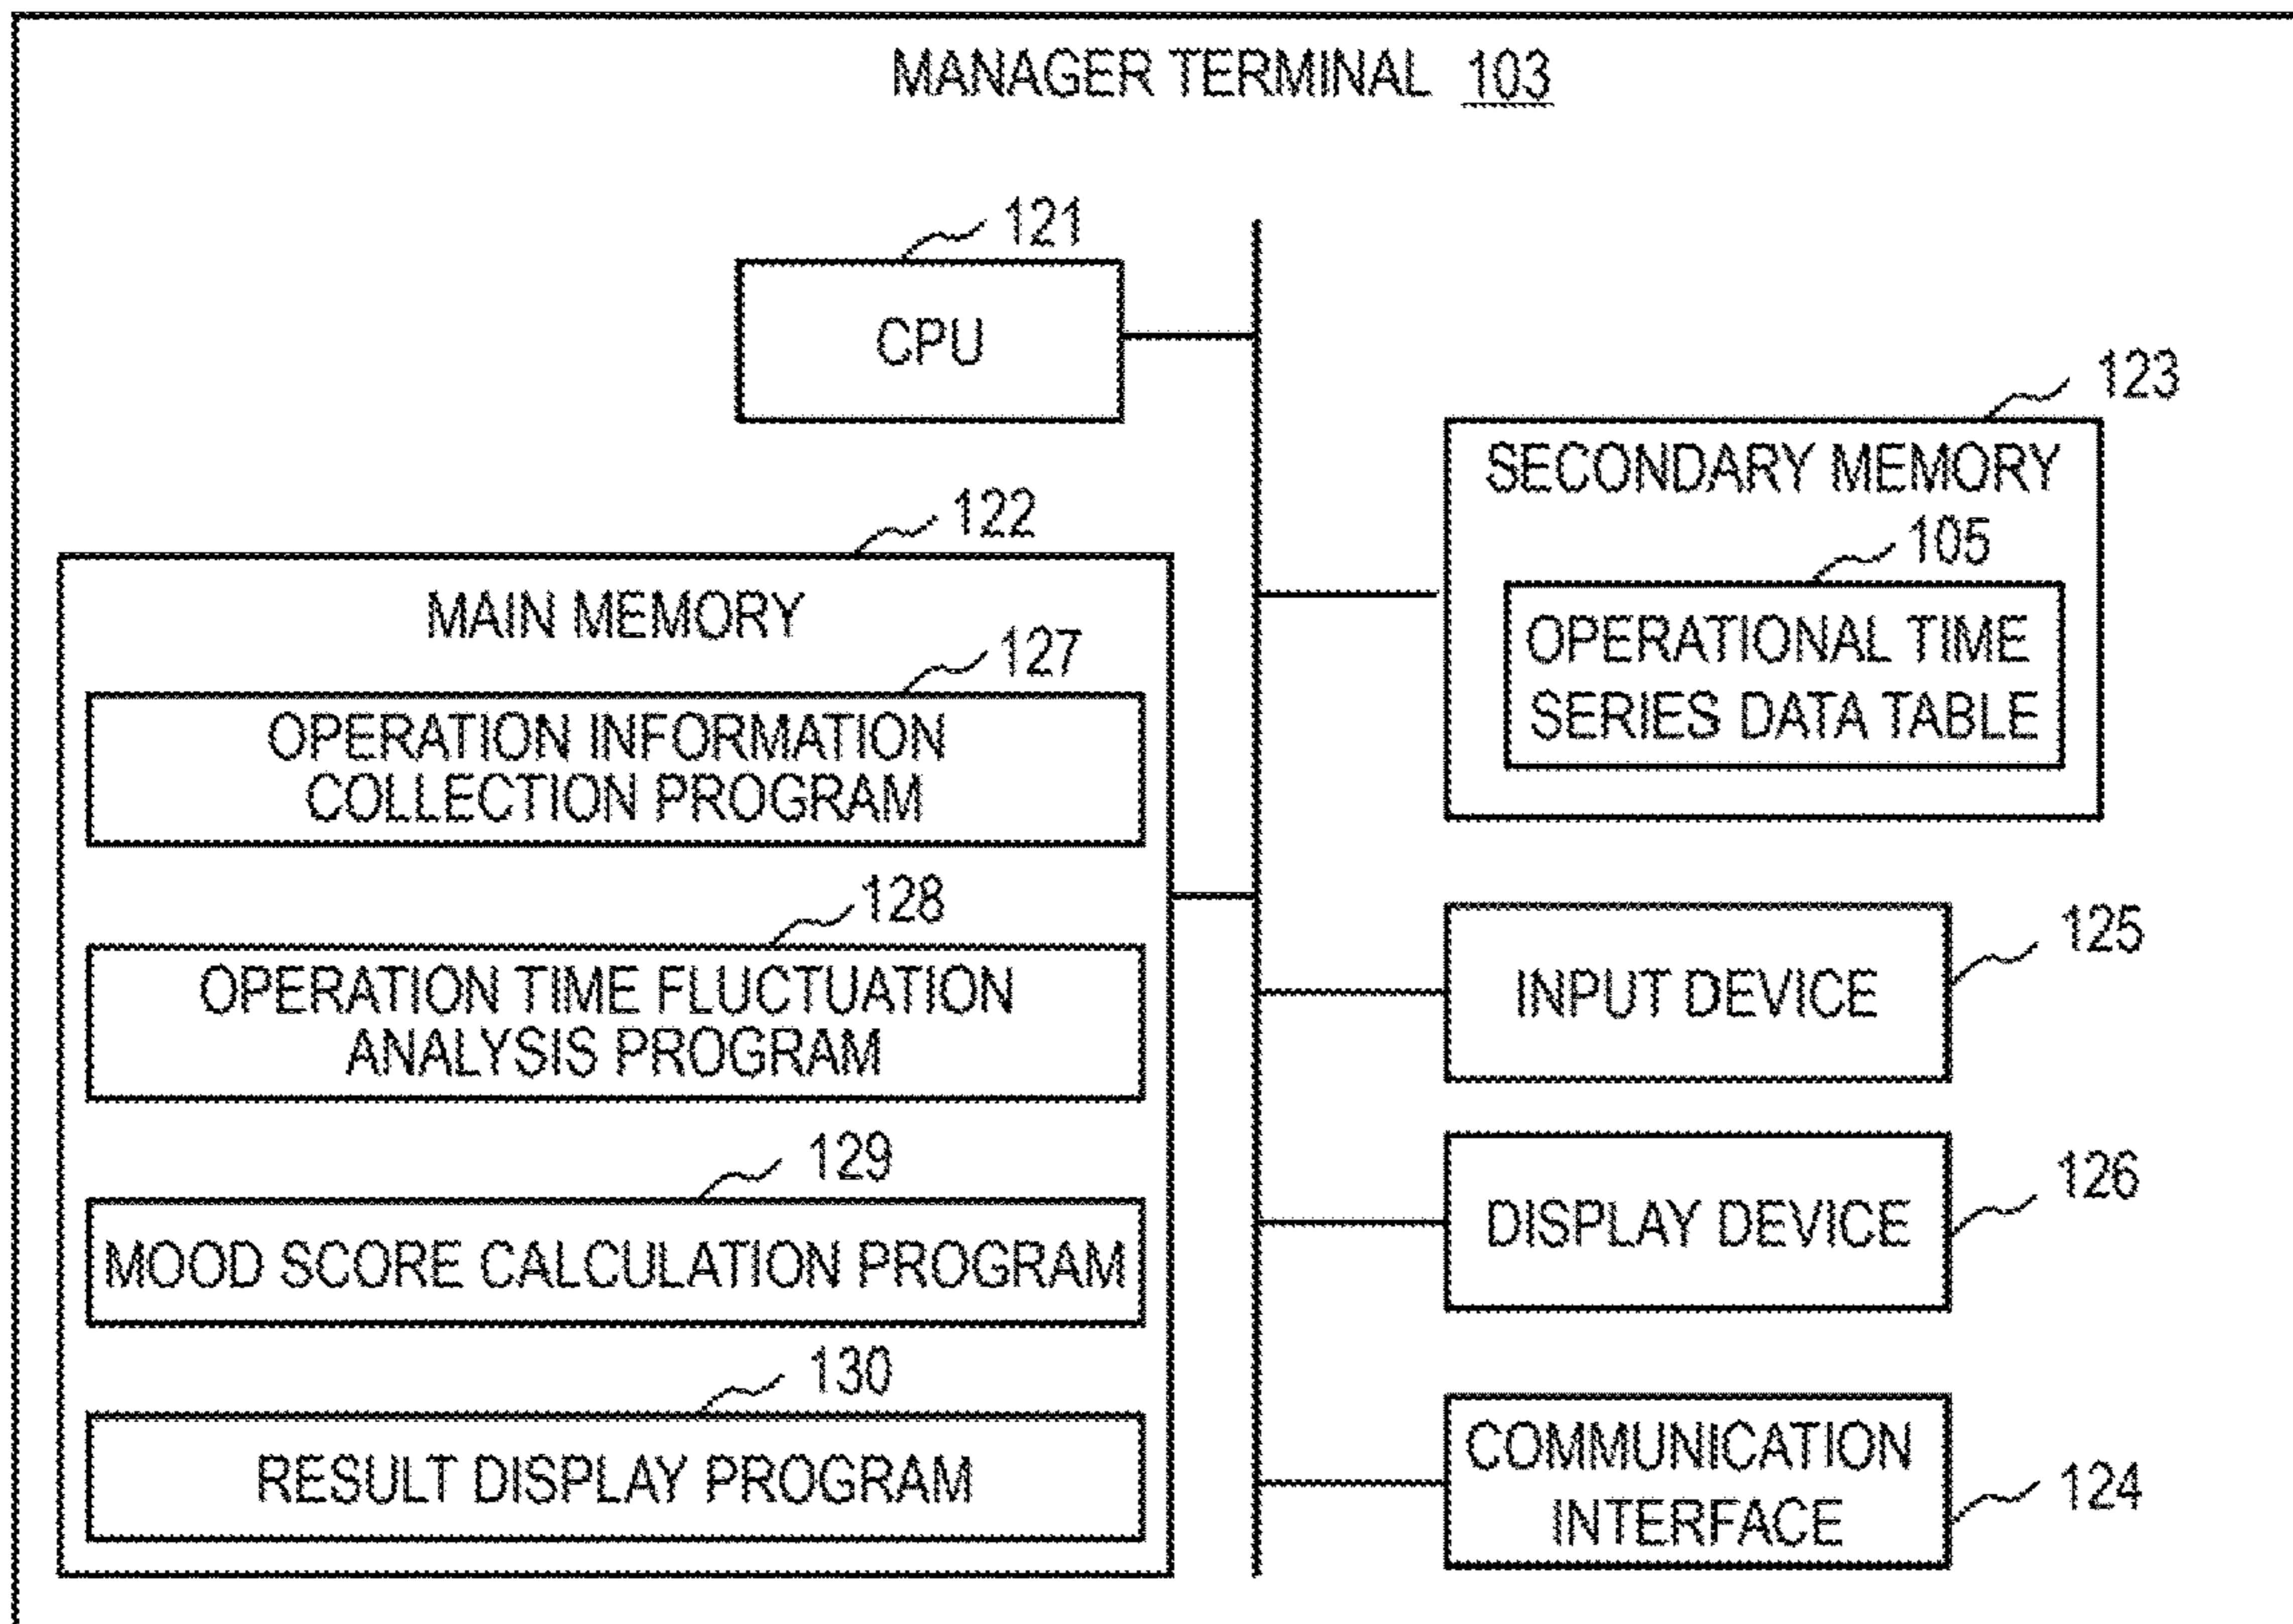 MANAGER TERMINAL 103
121
CPU
123
SECONDARY MEMORY
105
OPERATIONAL TIME
SERIES DATA TABLE
122
MAIN MEMORY
127
OPERATION INFORMATION
COLLECTION PROGRAM
128
OPERATION TIME FLUCTUATION
ANALYSIS PROGRAM
129
MOOD SCORE CALCULATION PROGRAM
130
RESULT DISPLAY PROGRAM
125
INPUT DEVICE
126
DISPLAY DEVICE
COMMUNICATION
INTERFACE
124